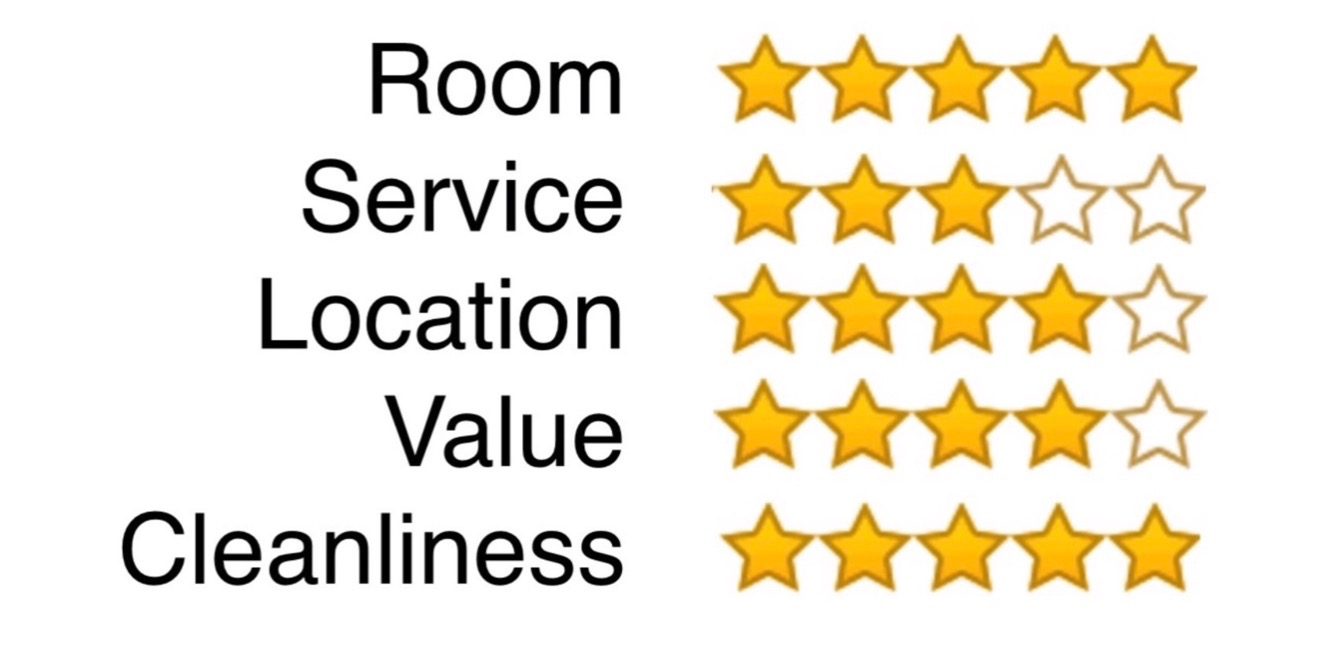 Room
Service
Location
Value
Cleanliness